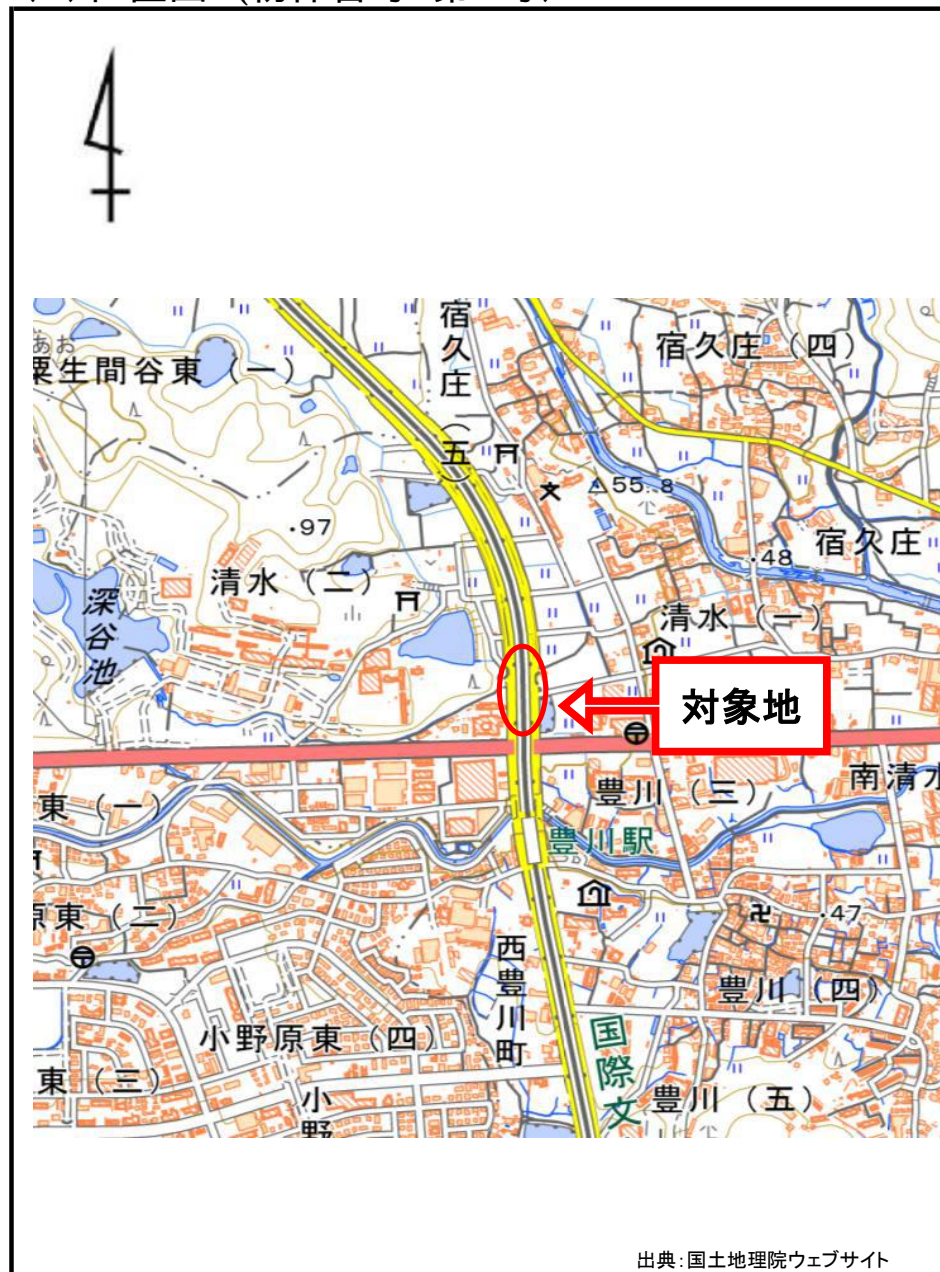 宿久庄
(五)
あお
粟生間谷東(一)
宿久庄(四)
55.8
・97
・48
宿久庄
清水(二)
清水(一)
深谷池
対象地
東(一)
豊川(三)
南清水
豊川駅
原東(二)
・47
西豊川町
豊川(四)
小野原東(四)
国際文
東(三)
小野
豊川(五)
出典:国土地理院ウェブサイト